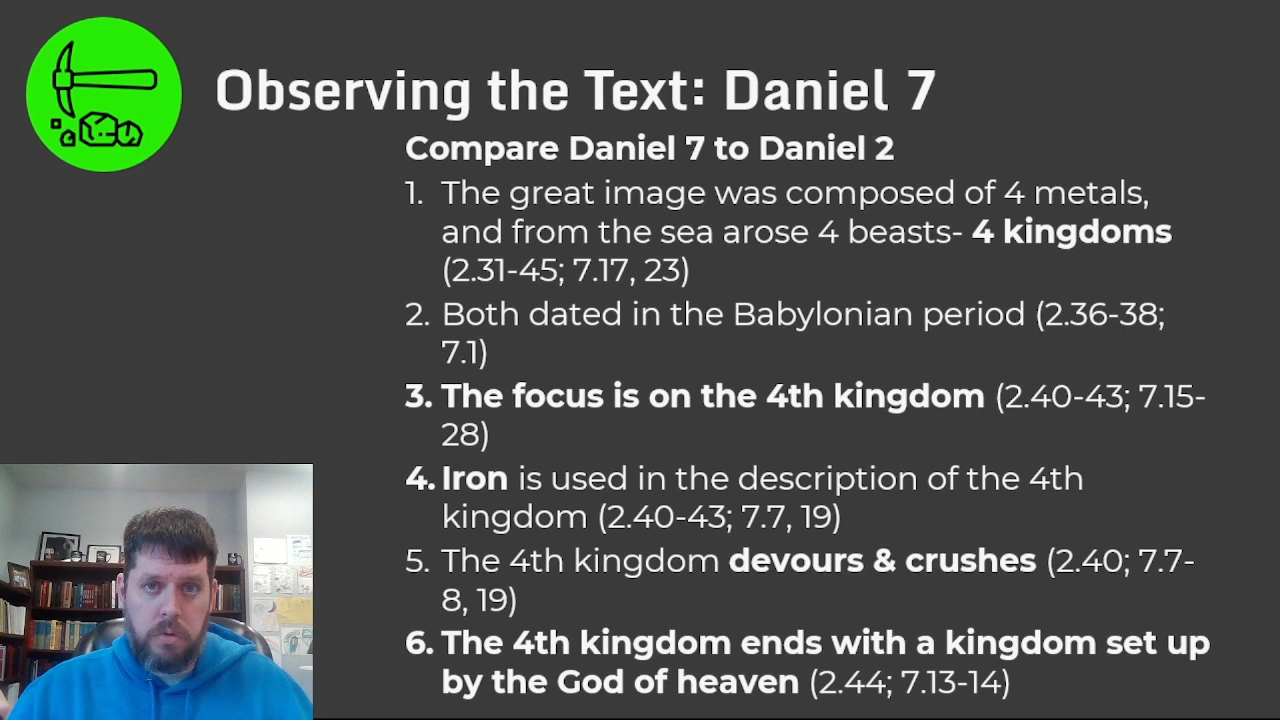 Observing the Text: Daniel 7
Compare Daniel 7 to Daniel 2
1. The great image was composed of 4 metals,
and from the sea arose 4 beasts- 4 kingdoms
(2.31-45; 7.17, 23)
2. Both dated in the Babylonian period (2.36-38;
7.1)
3. The focus is on the 4th kingdom (2.40-43; 7.15-
28)
4. Iron is used in the description of the 4th
kingdom (2.40-43; 7.7, 19)
5. The 4th kingdom devours & crushes (2.40; 7.7-
8, 19)
6. The 4th kingdom ends with a kingdom set up
by the God of heaven (2.44; 7.13-14)